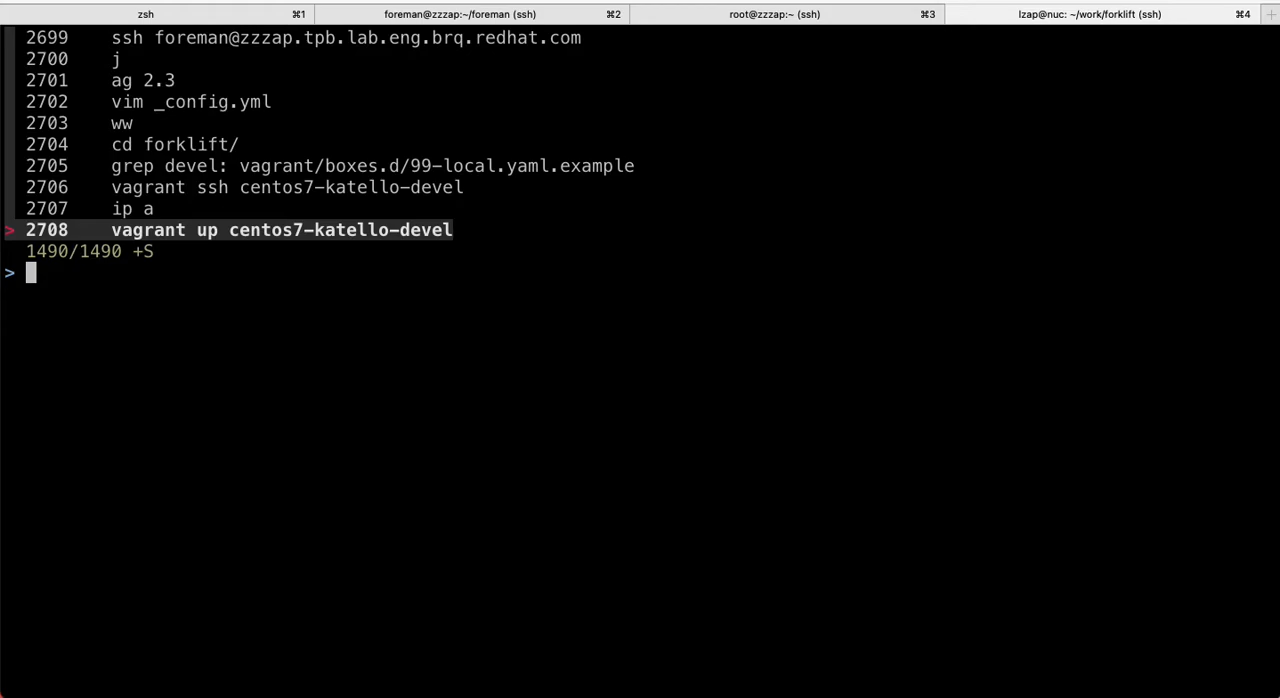 zsh ⌘1 foreman@zzzap:~/foreman (ssh) ⌘2 root@zzzap:~ (ssh) ⌘3 lzap@nuc: ~/work/forklift (ssh) ⌘4 +
2699 ssh foreman@zzzap.tpb.lab.eng.brq.redhat.com
2700 j
2701 ag 2.3
2702 vim _config.yml
2703 ww
2704 cd forklift/
2705 grep devel: vagrant/boxes.d/99-local.yaml.example
2706 vagrant ssh centos7-katello-devel
2707 ip a
> 2708 vagrant up centos7-katello-devel
1490/1490 +S
>